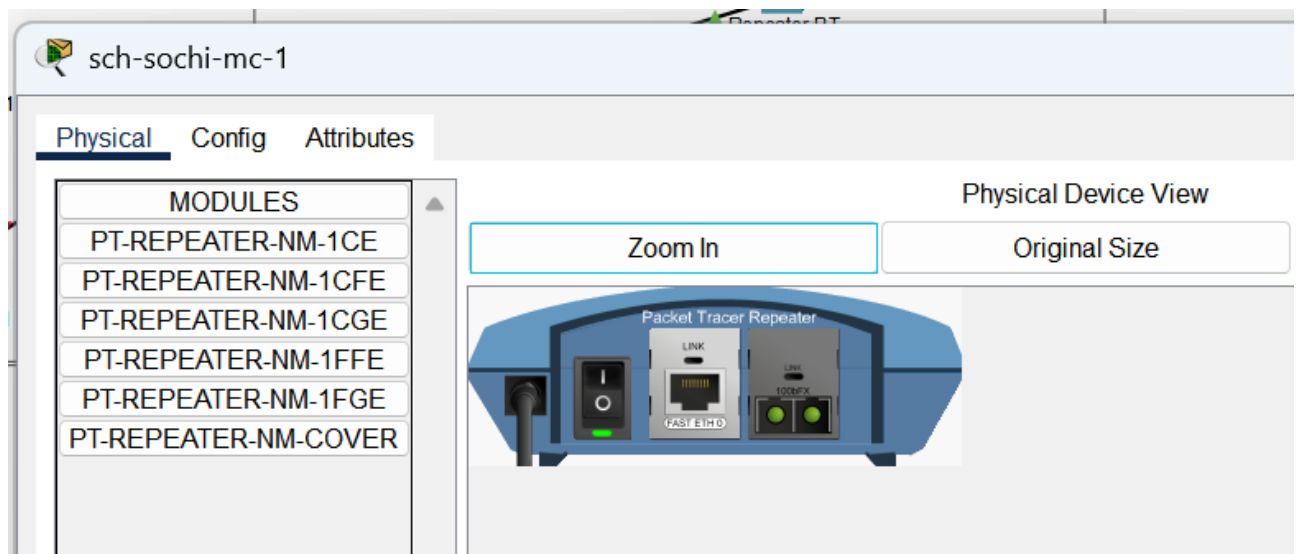 Repeater PT
sch-sochi-mc-1
Physical Config Attributes
MODULES
PT-REPEATER-NM-1CE
PT-REPEATER-NM-1CFE
PT-REPEATER-NM-1CGE
PT-REPEATER-NM-1FFE
PT-REPEATER-NM-1FGE
PT-REPEATER-NM-COVER
Physical Device View
Zoom In Original Size
Packet Tracer Repeater
LINK
LINK
100bFX
FAST ETH 0